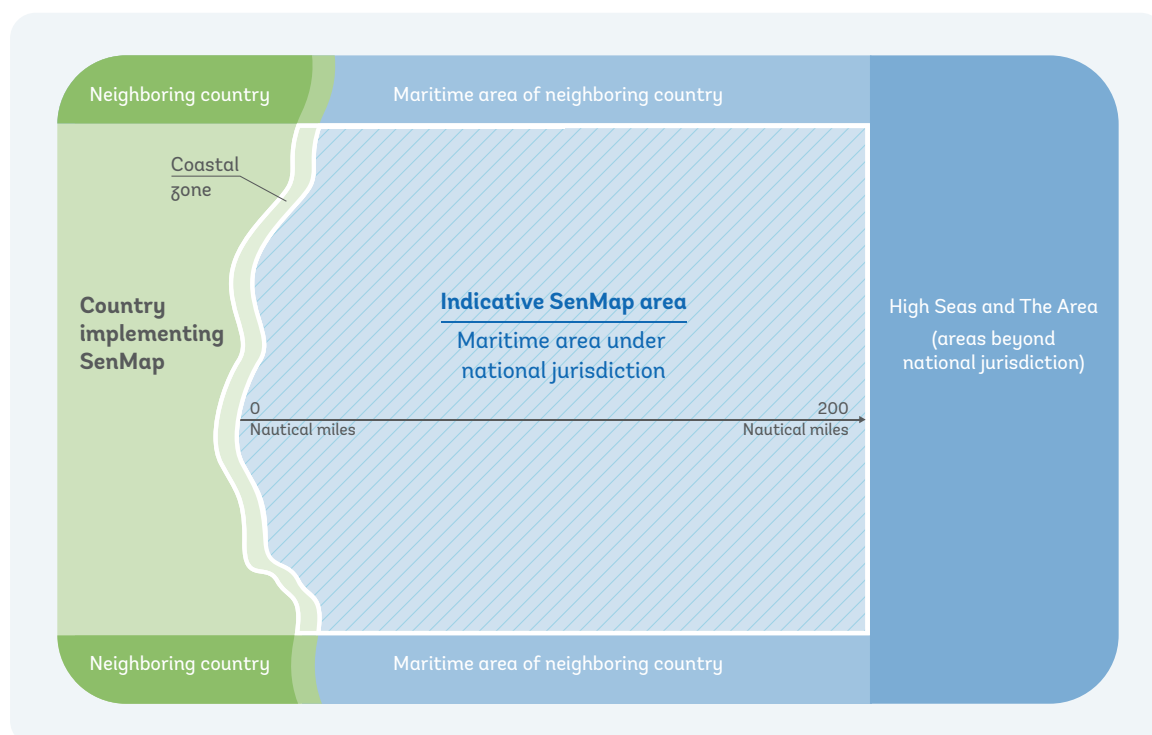 Neighboring country
Maritime area of neighboring country
Coastal
zone
Country
implementing
SenMap
Indicative SenMap area
Maritime area under
national jurisdiction
High Seas and The Area
(areas beyond
national jurisdiction)
0
200
Nautical miles
Nautical miles
Neighboring country
Maritime area of neighboring country